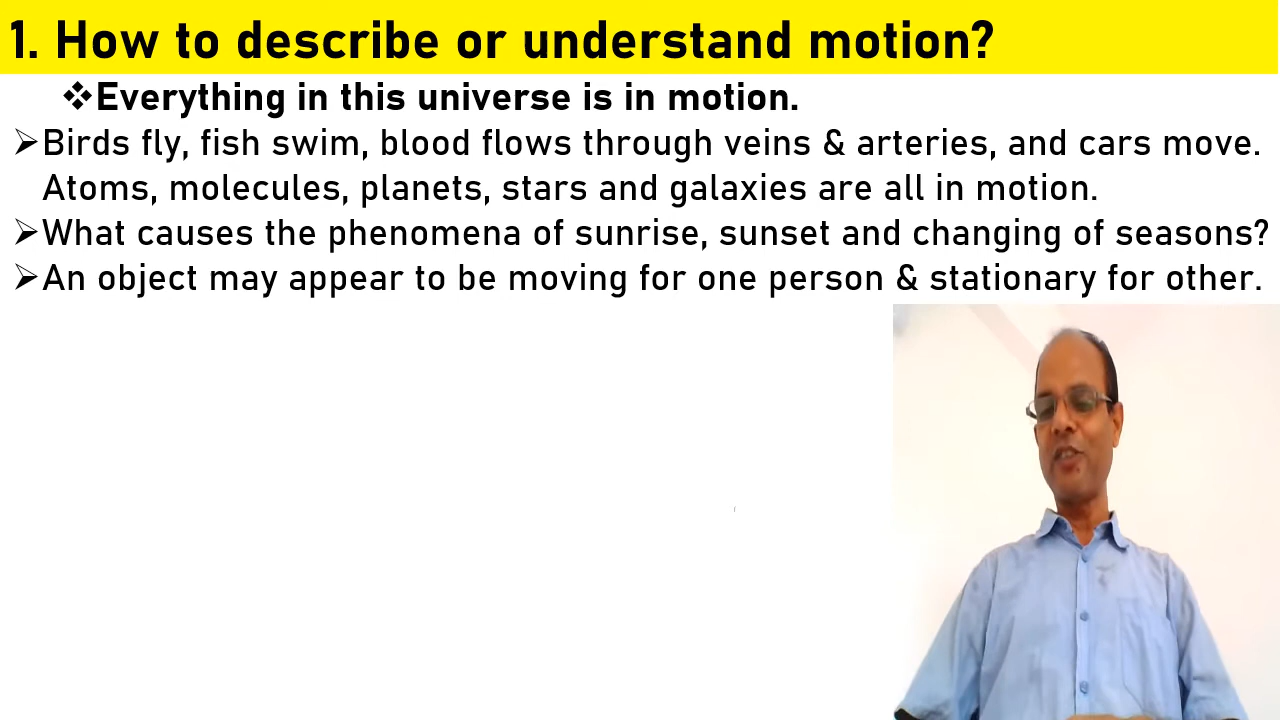 1. How to describe or understand motion?
❖Everything in this universe is in motion.
➢Birds fly, fish swim, blood flows through veins & arteries, and cars move.
Atoms, molecules, planets, stars and galaxies are all in motion.
➢What causes the phenomena of sunrise, sunset and changing of seasons?
➢An object may appear to be moving for one person & stationary for other.